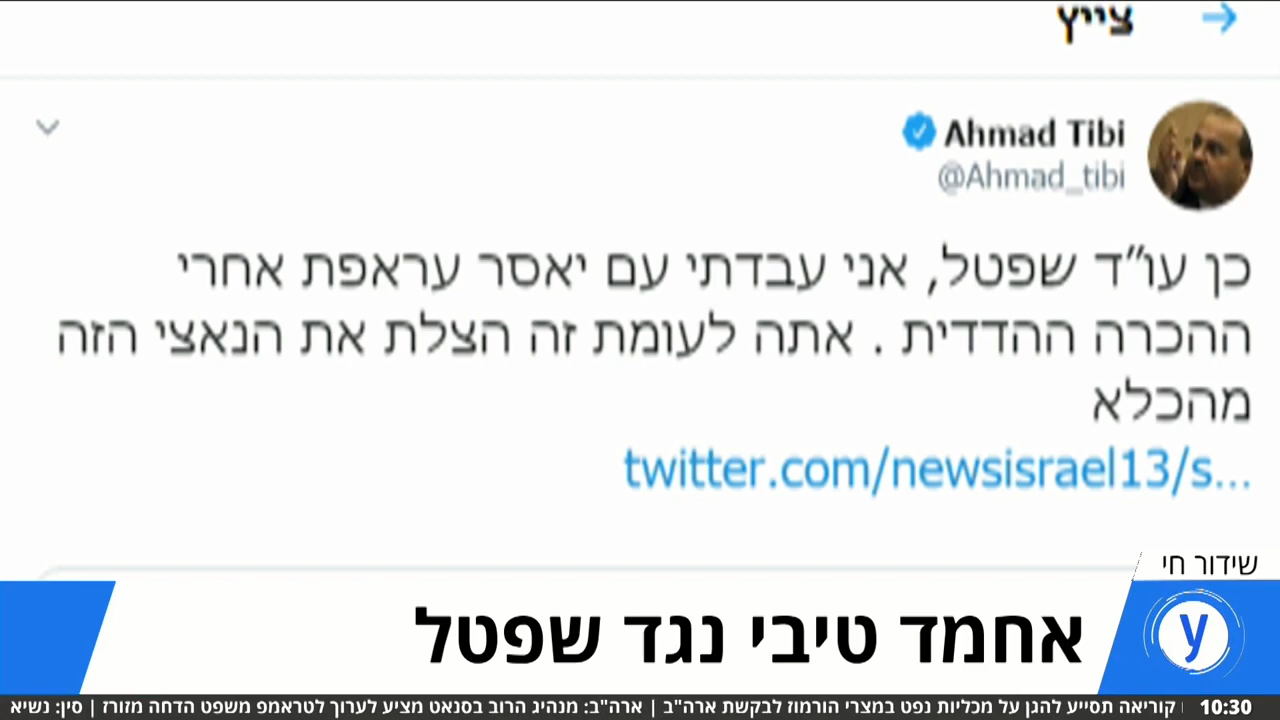 צייץ
Ahmad Tibi
@Ahmad_tibi
כן עו"ד שפטל, אני עבדתי עם יאסר עראפת אחרי
ההכרה ההדדית . אתה לעומת זה הצלת את הנאצי הזה
מהכלא
twitter.com/newsisrael13/s...
שידור חי
y
אחמד טיבי נגד שפטל
10:30 | קוריאה תסייע להגן על מכליות נפט במצרי הורמוז לבקשת ארה"ב | ארה"ב: מנהיג הרוב בסנאט מציע לערוך לטראמפ משפט הדחה מזורז | סין: נשיא